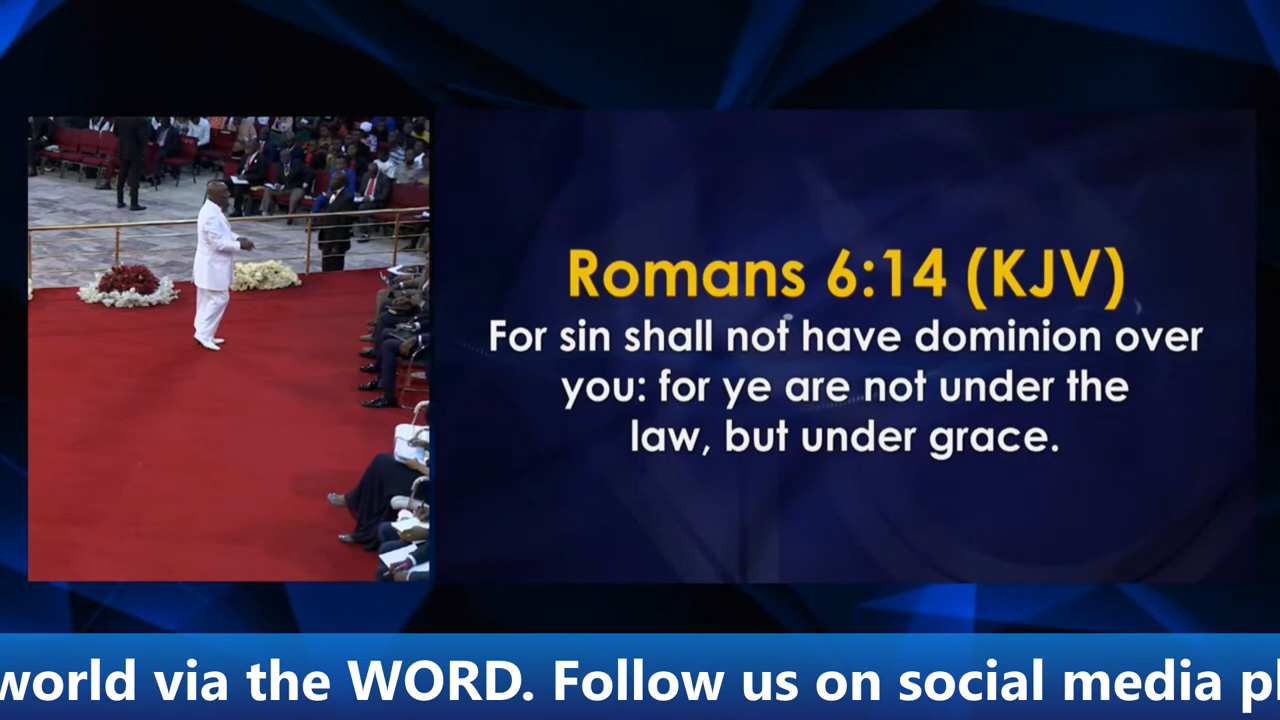 Romans 6:14 (KJV)
For sin shall not have dominion over
you: for ye are not under the
law, but under grace.
world via the WORD. Follow us on social media